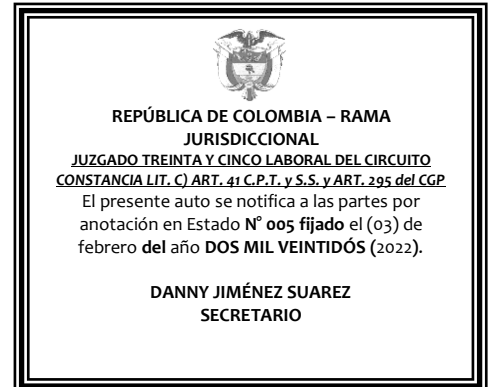 REPÚBLICA DE COLOMBIA – RAMA
JURISDICCIONAL
JUZGADO TREINTA Y CINCO LABORAL DEL CIRCUITO
CONSTANCIA LIT. C) ART. 41 C.P.T. y S.S. y ART. 295 del CGP
El presente auto se notifica a las partes por
anotación en Estado N° 005 fijado el (03) de
febrero del año DOS MIL VEINTIDÓS (2022).
DANNY JIMÉNEZ SUAREZ
SECRETARIO